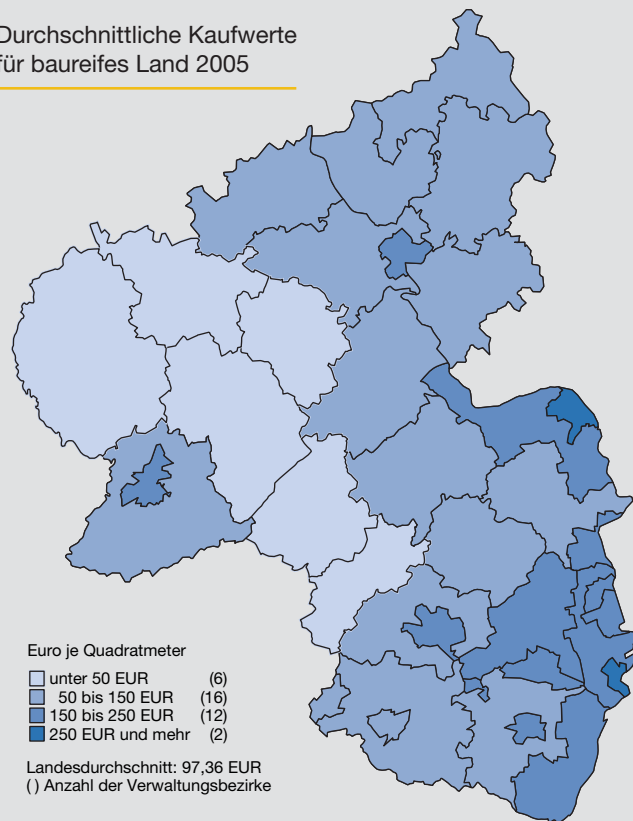 Durchschnittliche Kaufwerte
für baureifes Land 2005
Euro je Quadratmeter
unter 50 EUR (6)
50 bis 150 EUR (16)
150 bis 250 EUR (12)
250 EUR und mehr (2)
Landesdurchschnitt: 97,36 EUR
( ) Anzahl der Verwaltungsbezirke